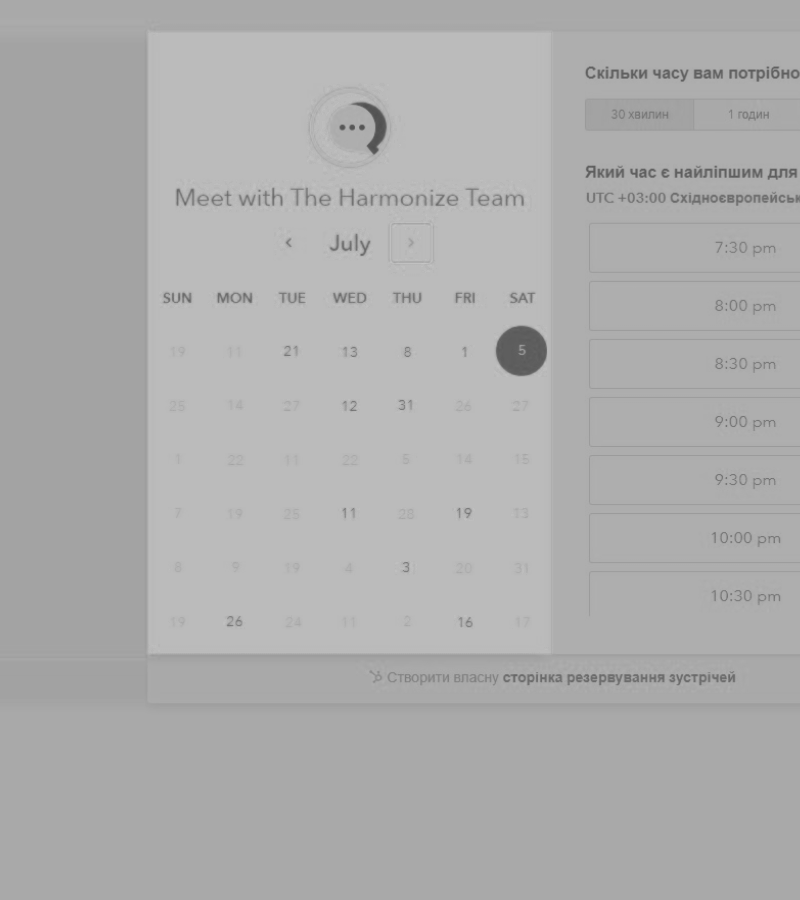 Meet with The Harmonize Team
July
SUN MON TUE WED THU FRI SAT
19 11 21 13 8 1 5
25 14 27 12 31 26 27
1 22 11 22 5 14 15
7 19 25 11 28 19 13
8 9 19 4 3 20 31
19 26 24 11 2 16 17
Скільки часу вам потрібно
30 хвилин 1 годин
Який час є найліпшим для
UTC +03:00 Східноєвропейськ
7:30 pm
8:00 pm
8:30 pm
9:00 pm
9:30 pm
10:00 pm
10:30 pm
Створити власну сторінка резервування зустрічей